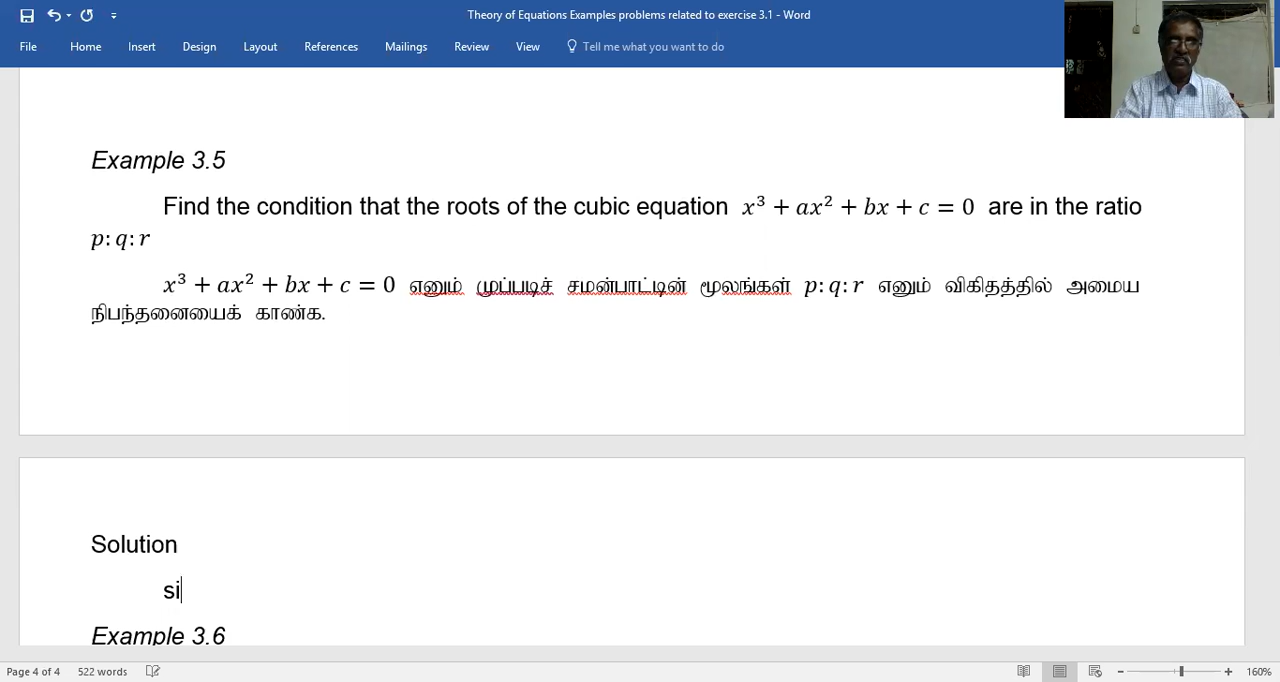 Theory of Equations Examples problems related to exercise 3.1 - Word
File Home Insert Design Layout References Mailings Review View Tell me what you want to do
Example 3.5
Find the condition that the roots of the cubic equation x³ + ax² + bx + c = 0 are in the ratio
p: q: r
x³ + ax² + bx + c = 0 எனும் முப்படிச் சமன்பாட்டின் மூலங்கள் p: q: r எனும் விகிதத்தில் அமைய
நிபந்தனையைக் காண்க.
Solution
si
Example 3.6
Page 4 of 4 522 words 160%